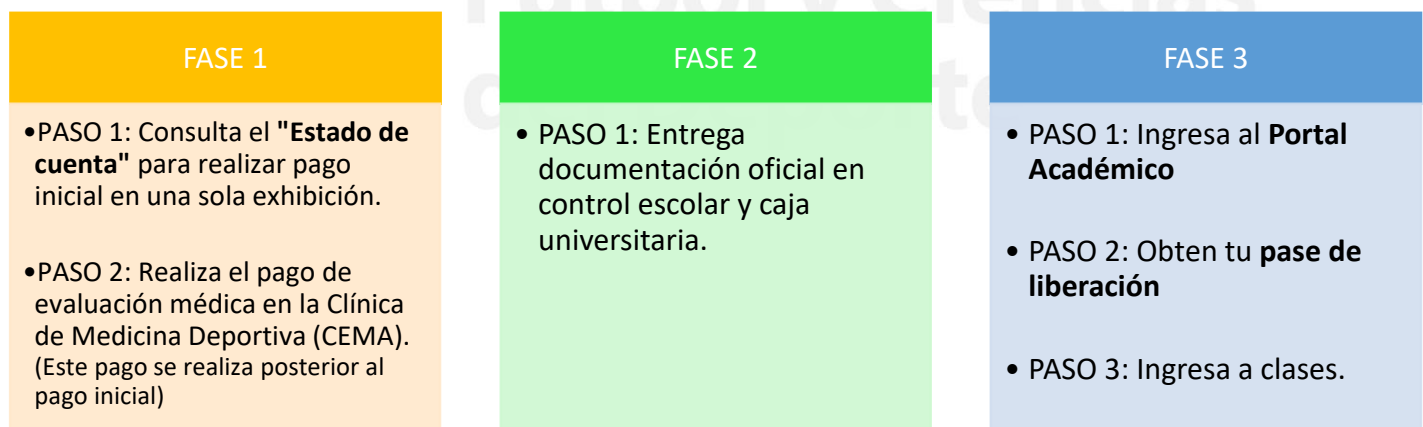 Fútbol y Ciencias
FASE 1
•PASO 1: Consulta el "Estado de
cuenta" para realizar pago
inicial en una sola exhibición.
•PASO 2: Realiza el pago de
evaluación médica en la Clínica
de Medicina Deportiva (CEMA).
(Este pago se realiza posterior al
pago inicial)
FASE 2
• PASO 1: Entrega
documentación oficial en
control escolar y caja
universitaria.
FASE 3
• PASO 1: Ingresa al Portal
Académico
• PASO 2: Obten tu pase de
liberación
• PASO 3: Ingresa a clases.